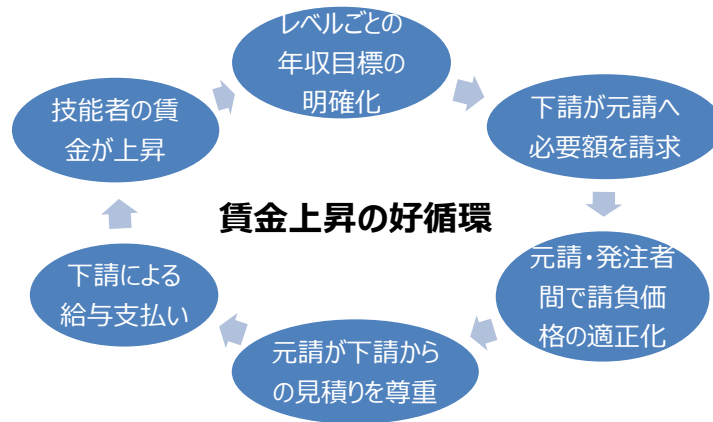 レベルごとの
年収目標の
明確化
下請が元請へ
必要額を請求
元請・発注者
間で請負価
格の適正化
元請が下請から
の見積りを尊重
下請による
給与支払い
技能者の賃
金が上昇
賃金上昇の好循環